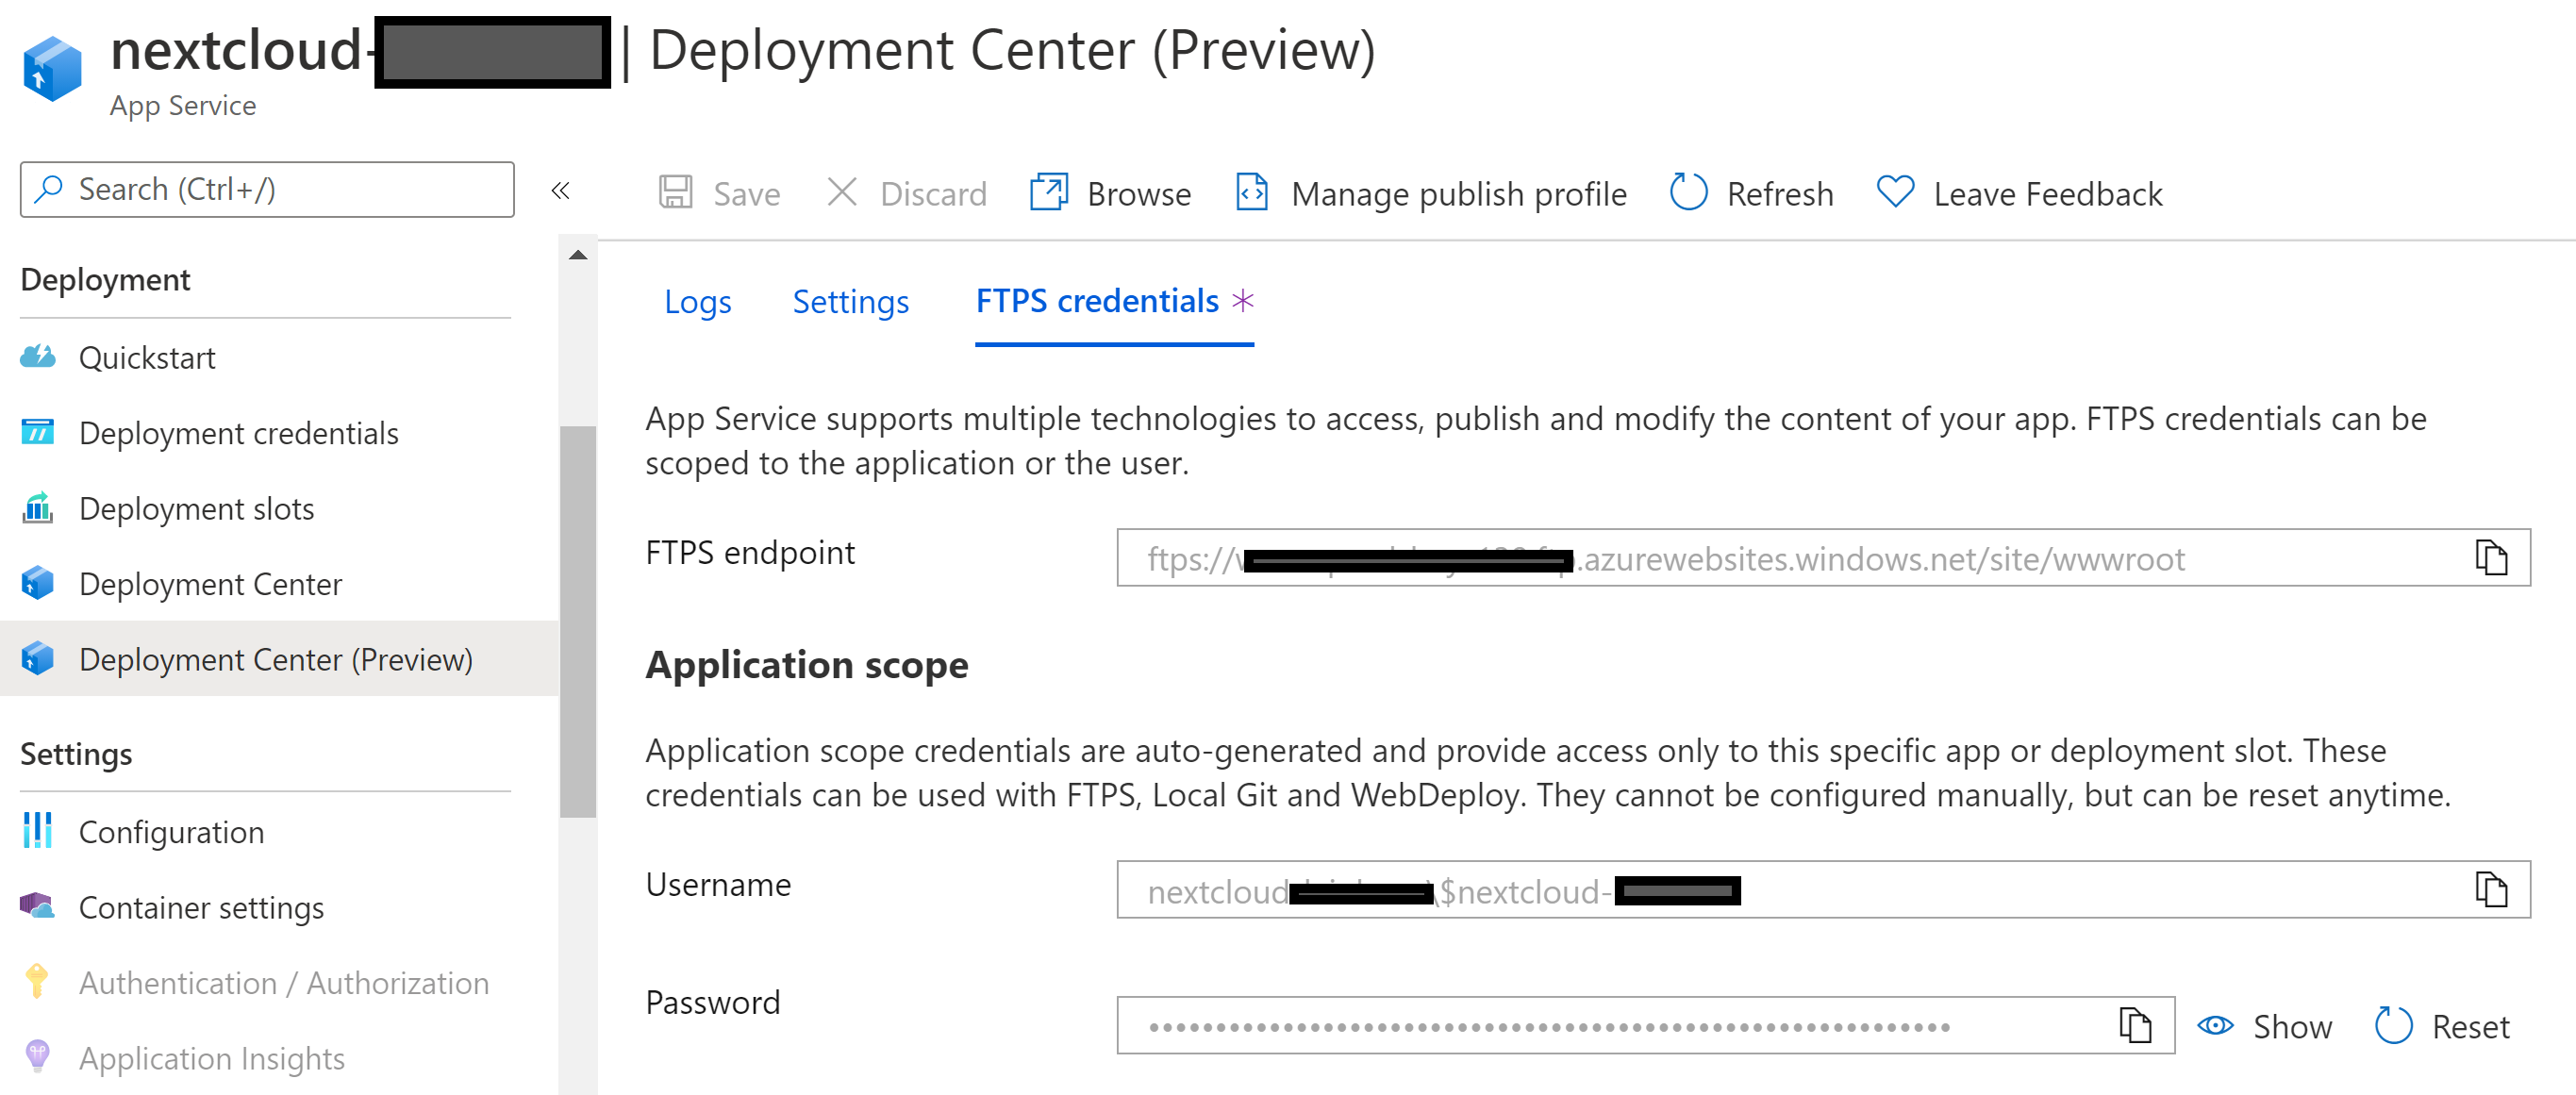 nextcloud- | Deployment Center (Preview)
App Service
Search (Ctrl+/)
«
Save
Discard
Browse
Manage publish profile
Refresh
Leave Feedback
Deployment
Quickstart
Deployment credentials
Deployment slots
Deployment Center
Deployment Center (Preview)
Settings
Configuration
Container settings
Authentication / Authorization
Application Insights
Logs
Settings
FTPS credentials *
App Service supports multiple technologies to access, publish and modify the content of your app. FTPS credentials can be
scoped to the application or the user.
FTPS endpoint
ftps:// .azurewebsites.windows.net/site/wwwroot
Application scope
Application scope credentials are auto-generated and provide access only to this specific app or deployment slot. These
credentials can be used with FTPS, Local Git and WebDeploy. They cannot be configured manually, but can be reset anytime.
Username
nextcloud \$nextcloud-
Password
Show
Reset